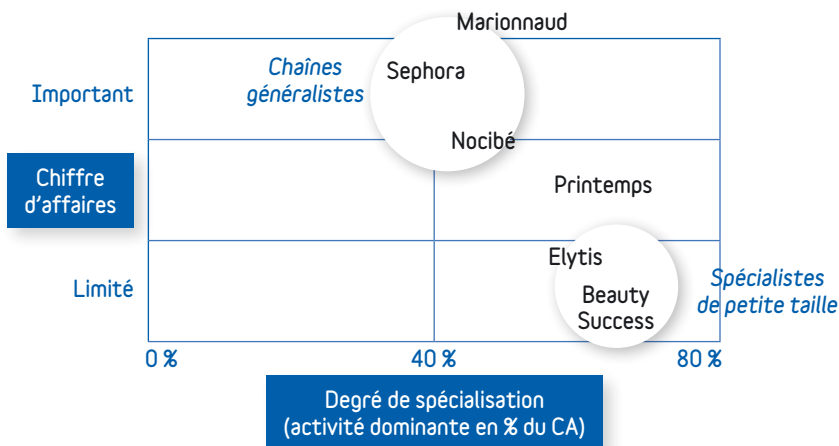 Marionnaud
Chaînes
généralistes
Sephora
Important
Nocibé
Chiffre
d'affaires
Printemps
Elytis
Limité
Beauty
Success
Spécialistes
de petite taille
0 %
40 %
80 %
Degré de spécialisation
(activité dominante en % du CA)